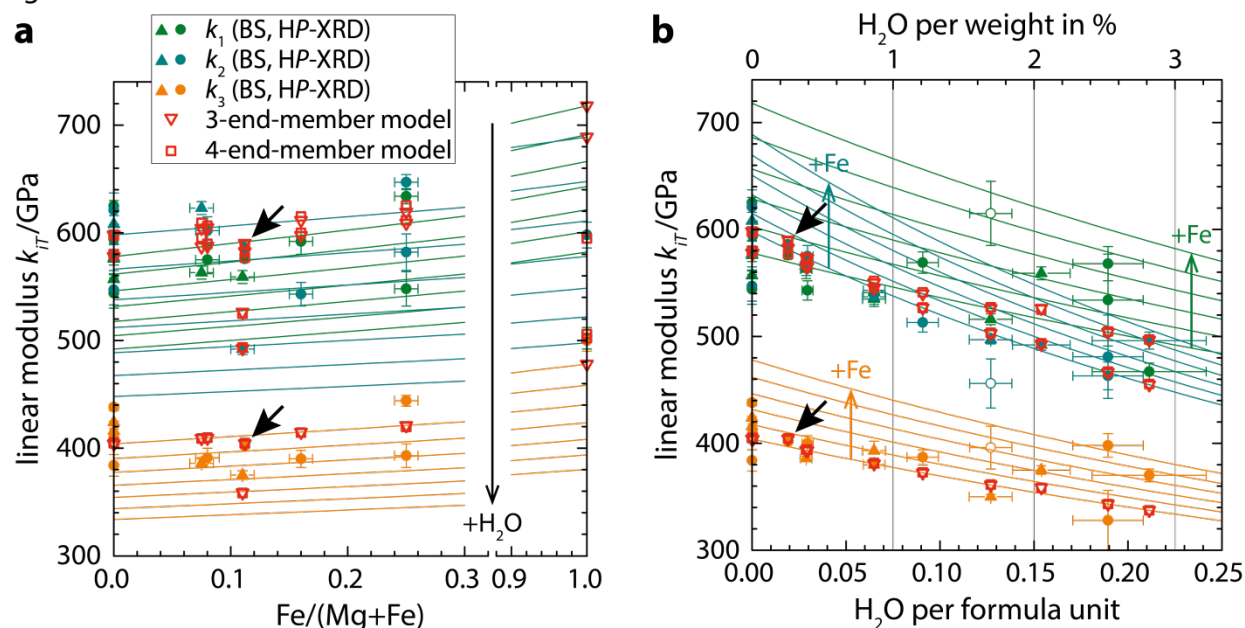 a
k1 (BS, HP-XRD)
k2 (BS, HP-XRD)
k3 (BS, HP-XRD)
3-end-member model
4-end-member model
linear modulus kiT/GPa
700
600
500
400
300
+H2O
0.0 0.1 0.2 0.3 0.9 1.0
Fe/(Mg+Fe)
b
H2O per weight in %
0 1 2 3
linear modulus kiT/GPa
700
600
500
400
300
+Fe
+Fe
+Fe
0.00 0.05 0.10 0.15 0.20 0.25
H2O per formula unit